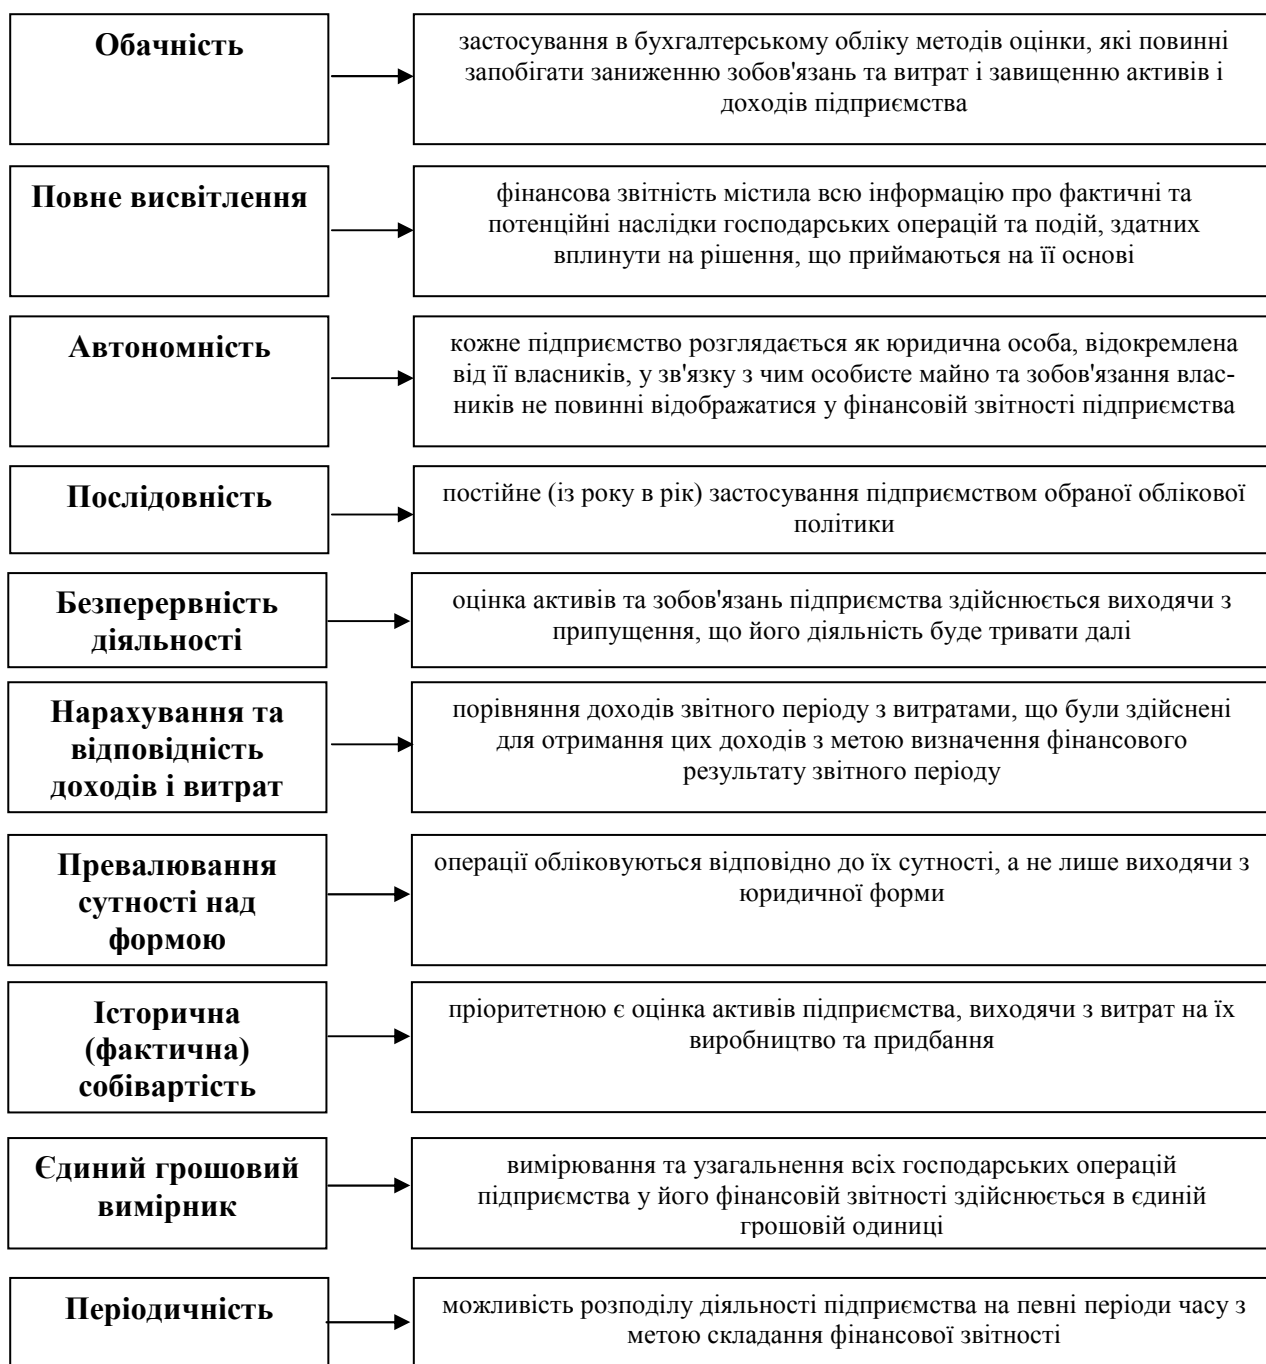 Обачність
застосування в бухгалтерському обліку методів оцінки, які повинні
запобігати заниженню зобов'язань та витрат і завищенню активів і
доходів підприємства
Повне висвітлення
фінансова звітність містила всю інформацію про фактичні та
потенційні наслідки господарських операцій та подій, здатних
вплинути на рішення, що приймаються на її основі
Автономність
кожне підприємство розглядається як юридична особа, відокремлена
від її власників, у зв'язку з чим особисте майно та зобов'язання влас-
ників не повинні відображатися у фінансовій звітності підприємства
Послідовність
постійне (із року в рік) застосування підприємством обраної облікової
політики
Безперервність
діяльності
оцінка активів та зобов'язань підприємства здійснюється виходячи з
припущення, що його діяльність буде тривати далі
Нарахування та
відповідність
доходів і витрат
порівняння доходів звітного періоду з витратами, що були здійснені
для отримання цих доходів з метою визначення фінансового
результату звітного періоду
Превалювання
сутності над
формою
операції обліковуються відповідно до їх сутності, а не лише виходячи з
юридичної форми
Історична
(фактична)
собівартість
пріоритетною є оцінка активів підприємства, виходячи з витрат на їх
виробництво та придбання
Єдиний грошовий
вимірник
вимірювання та узагальнення всіх господарських операцій
підприємства у його фінансовій звітності здійснюється в єдиній
грошовій одиниці
Періодичність
можливість розподілу діяльності підприємства на певні періоди часу з
метою складання фінансової звітності